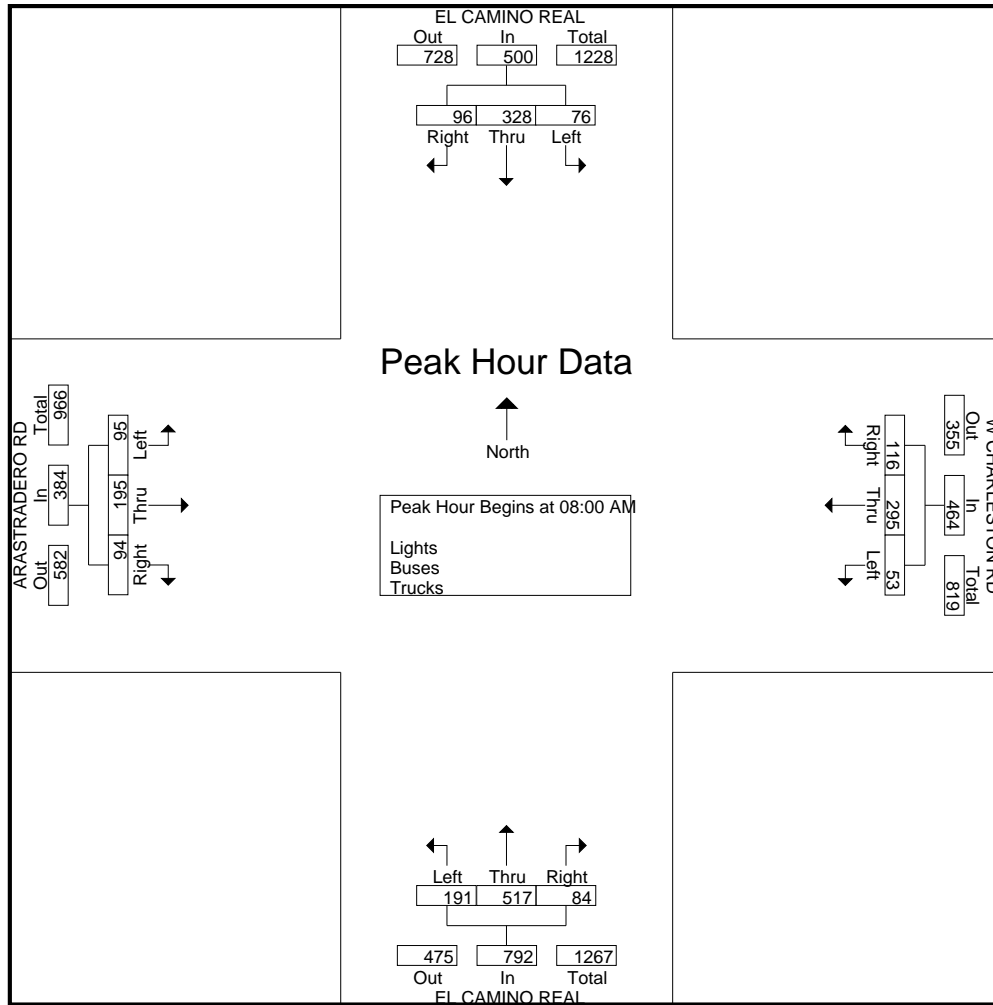 EL CAMINO REAL
Out In Total
728 500 1228
96 328 76
Right Thru Left
Peak Hour Data
North
Peak Hour Begins at 08:00 AM
Lights
Buses
Trucks
ARASTRADERO RD
Out In Total
582 384 966
94 195 95
Right Thru Left
W CHARLESTON RD
Out In Total
355 464 819
116 295 53
Right Thru Left
Left Thru Right
191 517 84
475 792 1267
Out In Total
EL CAMINO REAL